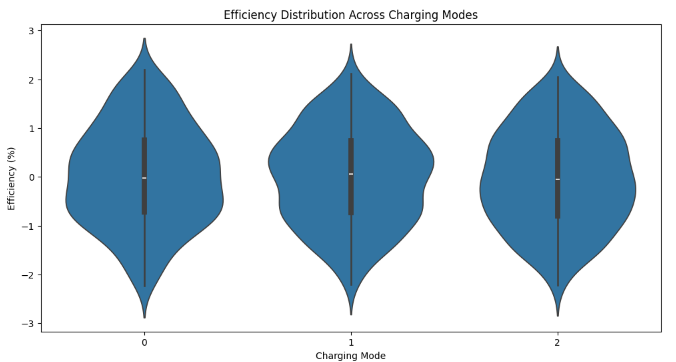 Efficiency Distribution Across Charging Modes
Efficiency (%)
3
2
1
0
−1
−2
−3
0 1 2
Charging Mode